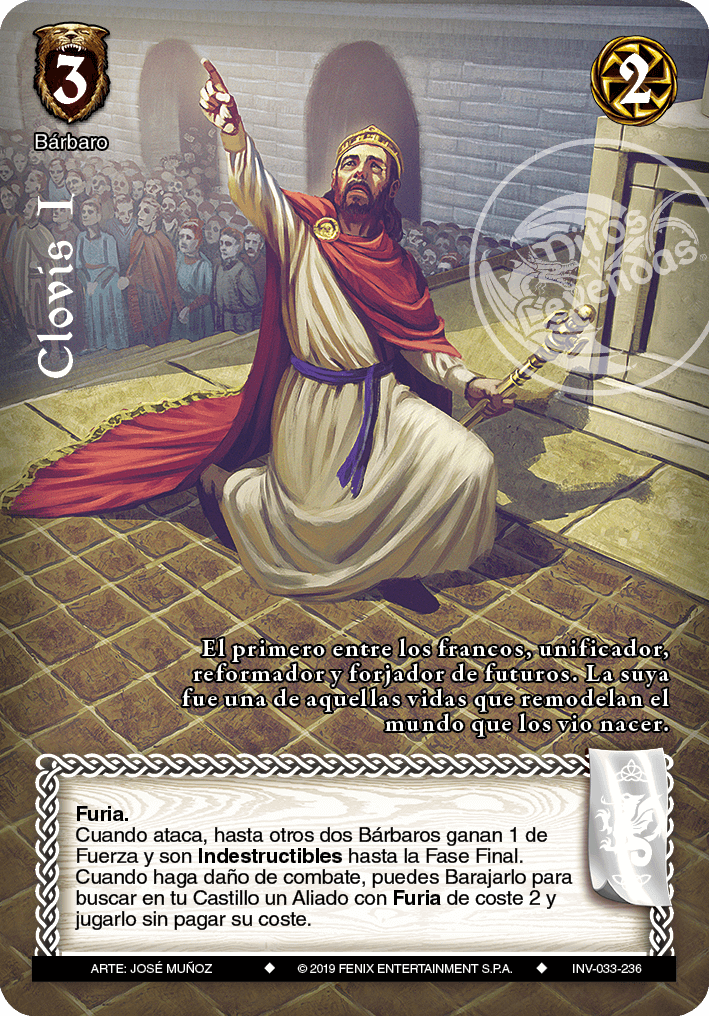 3
2
Bárbaro
Clovis I
Mitos
y
Leyendas
®
El primero entre los francos, unificador,
reformador y forjador de futuros. La suya
fue una de aquellas vidas que remodelan el
mundo que los vio nacer.
Furia.
Cuando ataca, hasta otros dos Bárbaros ganan 1 de
Fuerza y son Indestructibles hasta la Fase Final.
Cuando haga daño de combate, puedes Barajarlo para
buscar en tu Castillo un Aliado con Furia de coste 2 y
jugarlo sin pagar su coste.
ARTE: JOSÉ MUÑOZ ◆ © 2019 FENIX ENTERTAINMENT S.P.A. ◆ INV-033-236